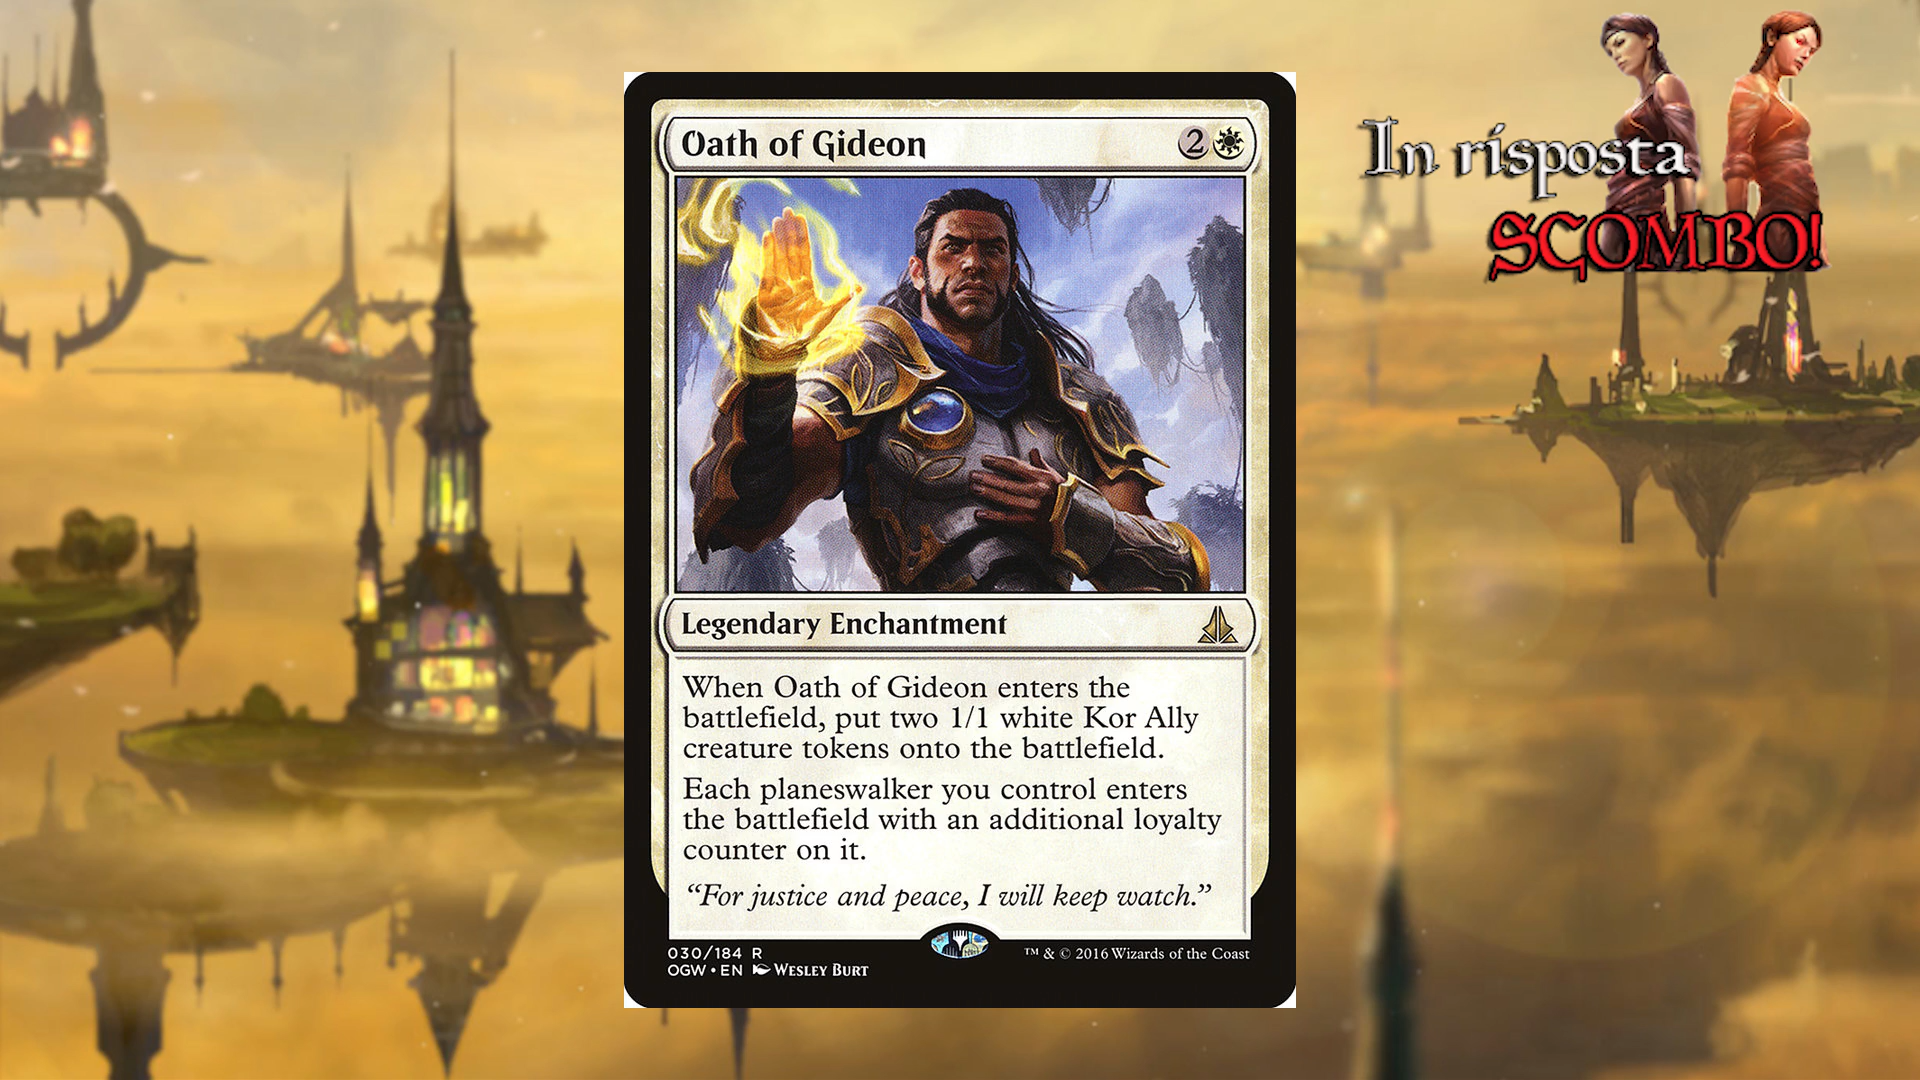 Oath of Gideon 2
In risposta
SCOMBO!
Legendary Enchantment
When Oath of Gideon enters the
battlefield, put two 1/1 white Kor Ally
creature tokens onto the battlefield.
Each planeswalker you control enters
the battlefield with an additional loyalty
counter on it.
“For justice and peace, I will keep watch.”
030/184 R
OGW • EN Wesley Burt
™ & © 2016 Wizards of the Coast